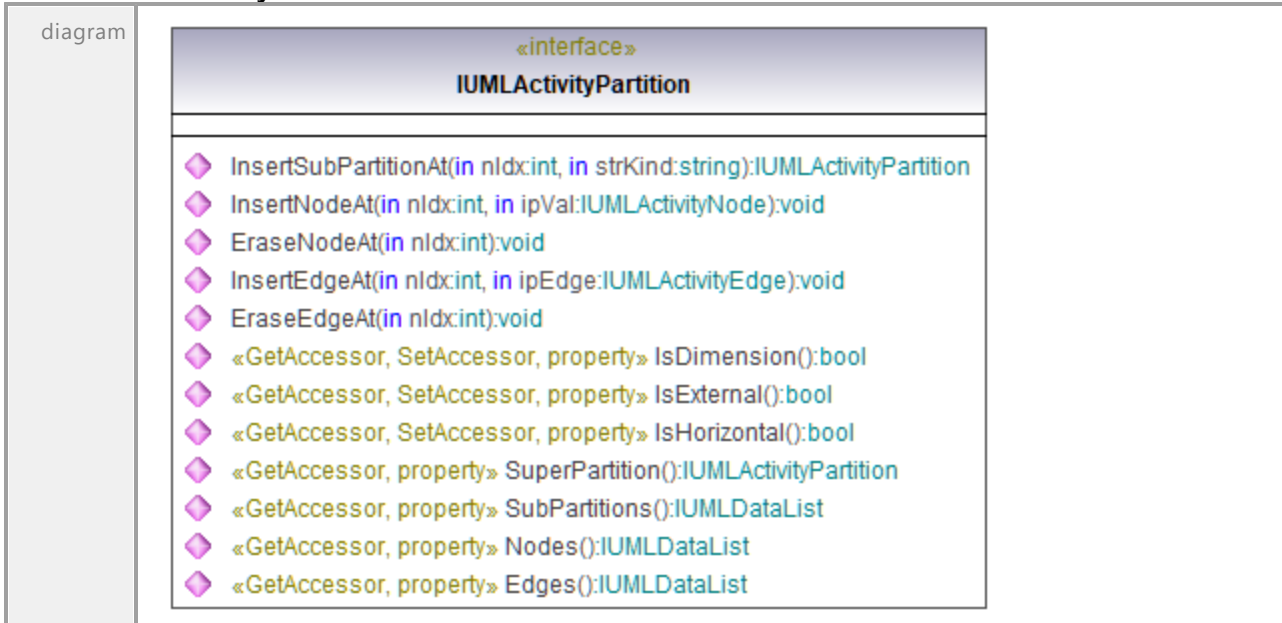 diagram
«interface»
IUMLActivityPartition
InsertSubPartitionAt(in nIdx:int, in strKind:string):IUMLActivityPartition
InsertNodeAt(in nIdx:int, in ipVal:IUMLActivityNode):void
EraseNodeAt(in nIdx:int):void
InsertEdgeAt(in nIdx:int, in ipEdge:IUMLActivityEdge):void
EraseEdgeAt(in nIdx:int):void
«GetAccessor, SetAccessor, property» IsDimension():bool
«GetAccessor, SetAccessor, property» IsExternal():bool
«GetAccessor, SetAccessor, property» IsHorizontal():bool
«GetAccessor, property» SuperPartition():IUMLActivityPartition
«GetAccessor, property» SubPartitions():IUMLDataList
«GetAccessor, property» Nodes():IUMLDataList
«GetAccessor, property» Edges():IUMLDataList